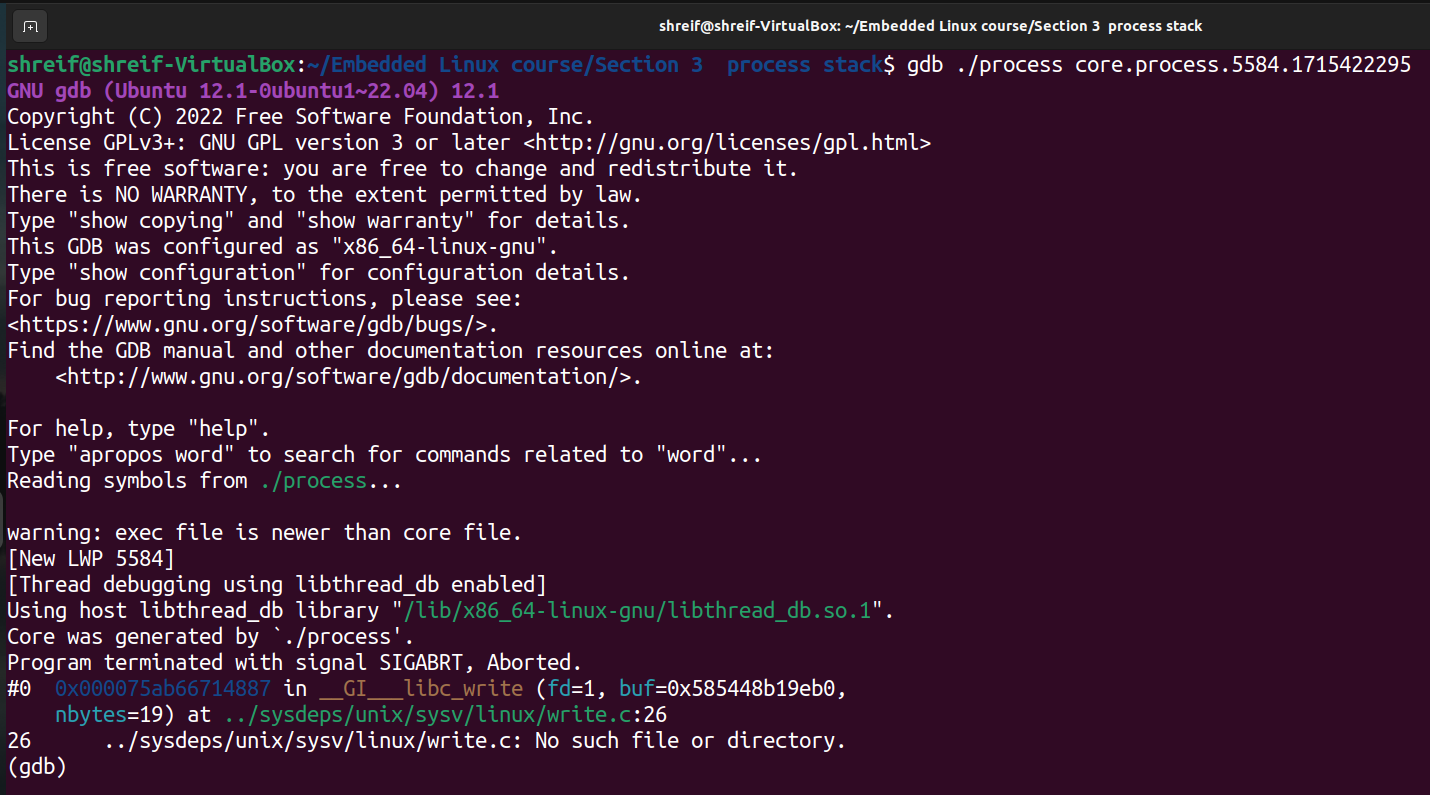 shreif@shreif-VirtualBox: ~/Embedded Linux course/Section 3  process stack
shreif@shreif-VirtualBox:~/Embedded Linux course/Section 3  process stack$ gdb ./process core.process.5584.1715422295
GNU gdb (Ubuntu 12.1-0ubuntu1~22.04) 12.1
Copyright (C) 2022 Free Software Foundation, Inc.
License GPLv3+: GNU GPL version 3 or later <http://gnu.org/licenses/gpl.html>
This is free software: you are free to change and redistribute it.
There is NO WARRANTY, to the extent permitted by law.
Type "show copying" and "show warranty" for details.
This GDB was configured as "x86_64-linux-gnu".
Type "show configuration" for configuration details.
For bug reporting instructions, please see:
<https://www.gnu.org/software/gdb/bugs/>.
Find the GDB manual and other documentation resources online at:
    <http://www.gnu.org/software/gdb/documentation/>.

For help, type "help".
Type "apropos word" to search for commands related to "word"...
Reading symbols from ./process...

warning: exec file is newer than core file.
[New LWP 5584]
[Thread debugging using libthread_db enabled]
Using host libthread_db library "/lib/x86_64-linux-gnu/libthread_db.so.1".
Core was generated by `./process'.
Program terminated with signal SIGABRT, Aborted.
#0  0x000075ab66714887 in __GI___libc_write (fd=1, buf=0x585448b19eb0,
    nbytes=19) at ../sysdeps/unix/sysv/linux/write.c:26
26      ../sysdeps/unix/sysv/linux/write.c: No such file or directory.
(gdb)